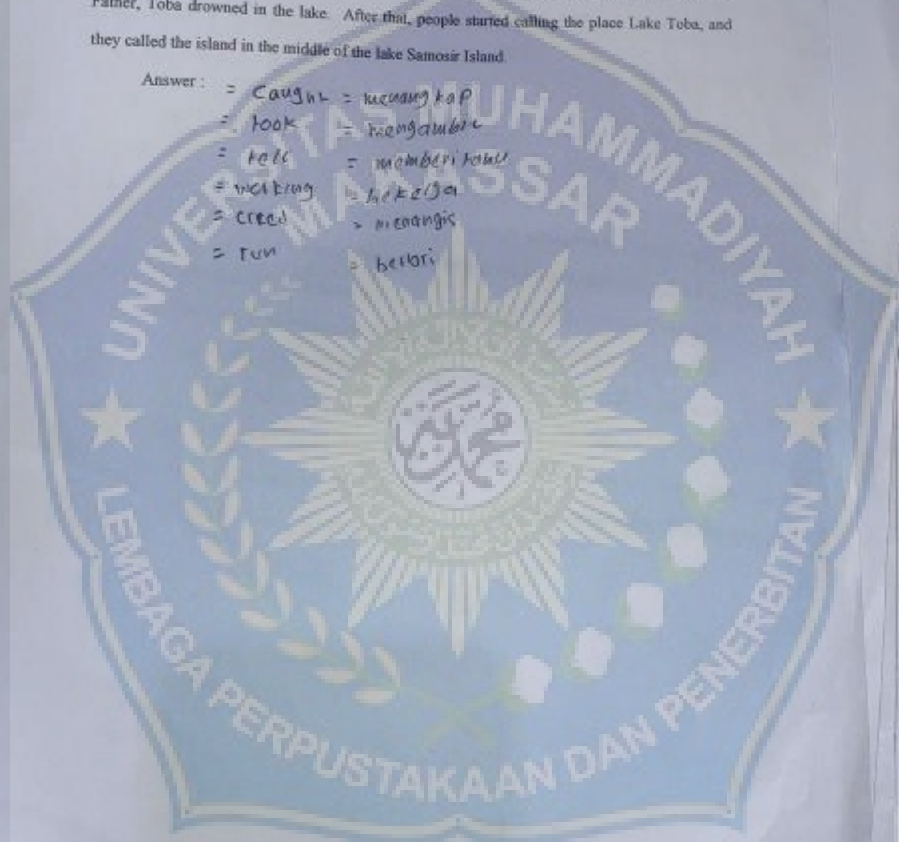 Father, Toba drowned in the lake. After that, people started calling the place Lake Toba, and
they called the island in the middle of the lake Samosir Island.
Answer :
= Caught = menangkap
= took = mengambil
= tell = memberi tahu
= working = bekerja
= creed = menangis
= run = berlari
UNIVERSITAS MUHAMMADIYAH
MAKASSAR
LEMBAGA PERPUSTAKAAN DAN PENERBITAN